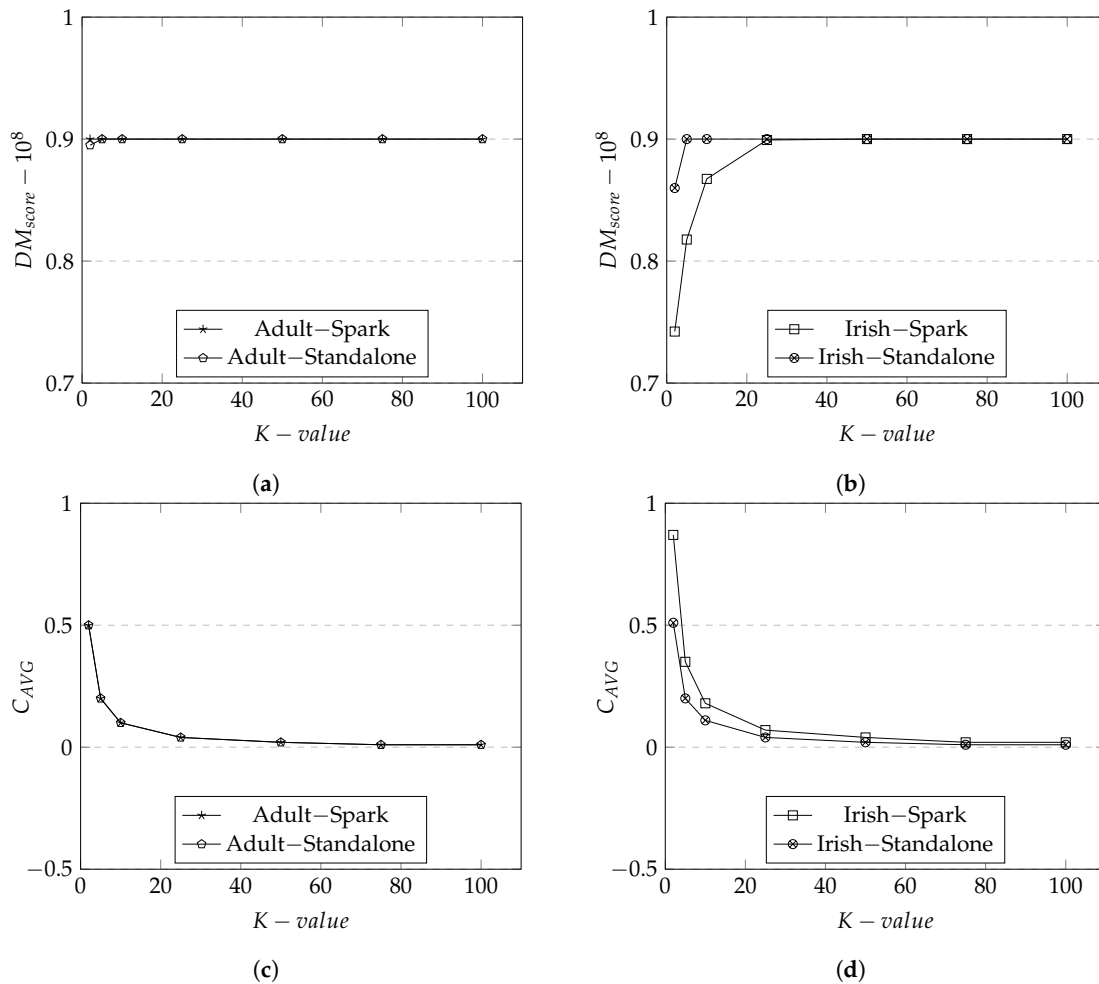 1
0.9
0.8
0.7
DM_score − 10^8
0 20 40 60 80 100
K − value
Adult−Spark
Adult−Standalone
(a)
1
0.9
0.8
0.7
DM_score − 10^8
0 20 40 60 80 100
K − value
Irish−Spark
Irish−Standalone
(b)
1
0.5
0
−0.5
C_AVG
0 20 40 60 80 100
K − value
Adult−Spark
Adult−Standalone
(c)
1
0.5
0
−0.5
C_AVG
0 20 40 60 80 100
K − value
Irish−Spark
Irish−Standalone
(d)